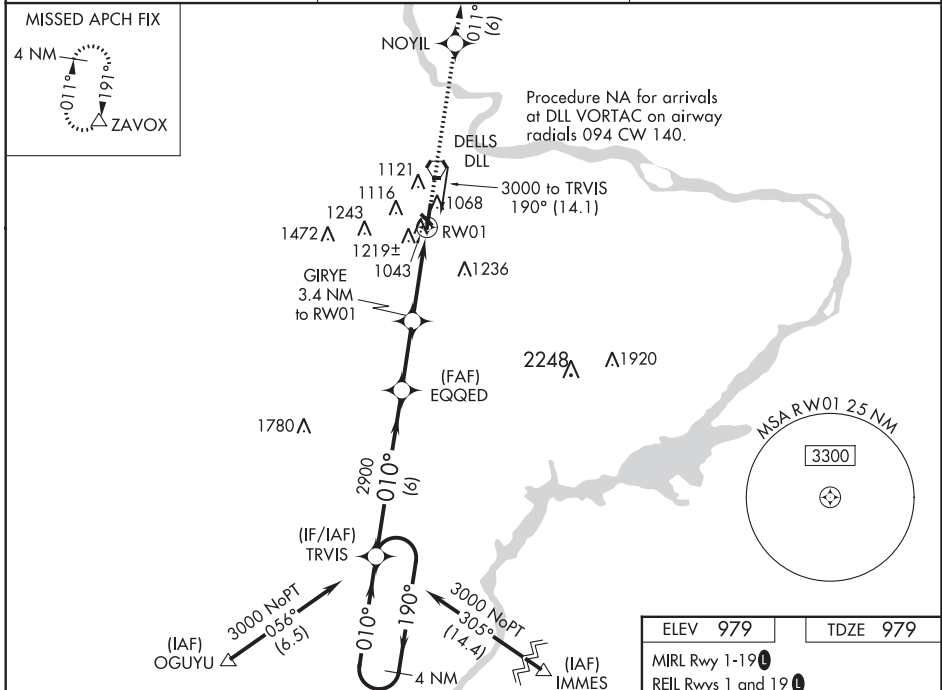 MISSED APCH FIX
4 NM
011°
191°
ZAVOX
011°
(6)
NOYIL
Procedure NA for arrivals
at DLL VORTAC on airway
radials 094 CW 140.
DELLS
DLL
3000 to TRVIS
190° (14.1)
1121
1116
1068
1243
1472
1219±
1043
RW01
1236
GIRYE
3.4 NM
to RW01
2248
1920
(FAF)
EQQED
1780
MSA RW01 25 NM
3300
2900
010°
(6)
(IF/IAF)
TRVIS
3000 NoPT
056°
(6.5)
(IAF)
OGUYU
010°
190°
4 NM
3000 NoPT
305°
(14.4)
(IAF)
IMMES
ELEV 979
TDZE 979
MIRL Rwy 1-19 L
REIL Rwys 1 and 19 L